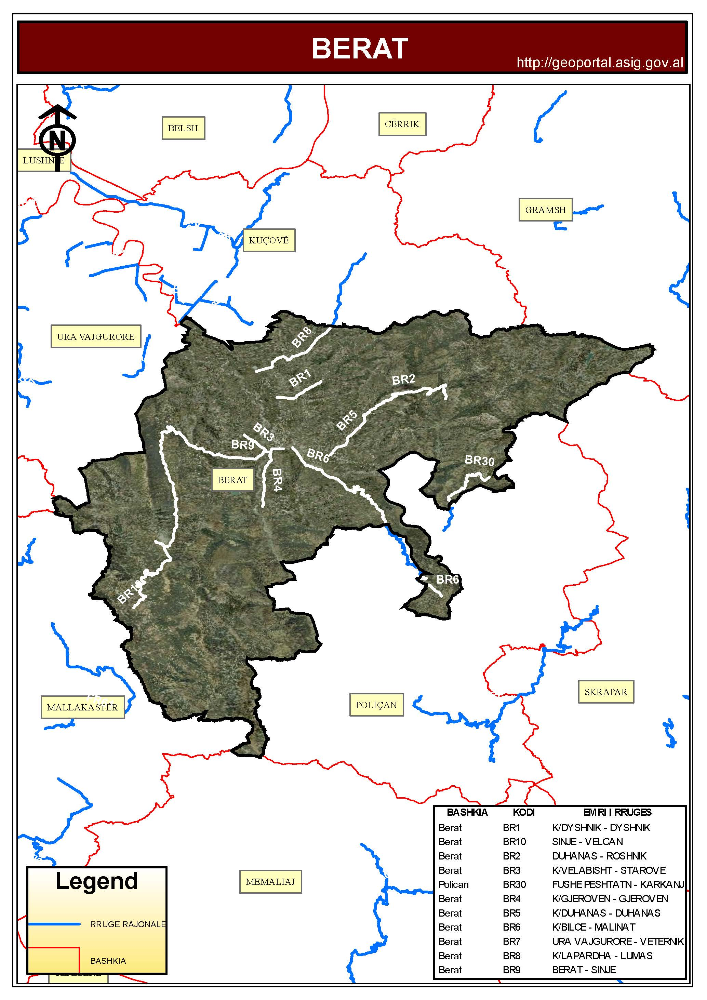 BERAT
http://geoportal.asig.gov.al
BELSH
CËRRIK
N
GRAMSH
KUÇOVË
URA VAJGURORE
BR8
BR1
BR2
BR5
BR3
BR9
BR6
BR30
BR4
BERAT
BR6
SKRAPAR
POLIÇAN
MALLAKASTËR
MEMALIAJ
BASHKIA KODI EMRI I RRUGES
Berat BR1 K/DYSHNIK - DYSHNIK
Berat BR10 SINJE - VELCAN
Berat BR2 DUHANAS - ROSHNIK
Berat BR3 K/VELABISHT - STAROVE
Polican BR30 FUSHE PESHTATN - KARKANJ
Berat BR4 K/GJEROVEN - GJEROVEN
Berat BR5 K/DUHANAS - DUHANAS
Berat BR6 K/BILCE - MALINAT
Berat BR7 URA VAJGURORE - VETERNIK
Berat BR8 K/LAPARDHA - LUMAS
Berat BR9 BERAT - SINJE
Legend
RRUGE RAJONALE
BASHKIA